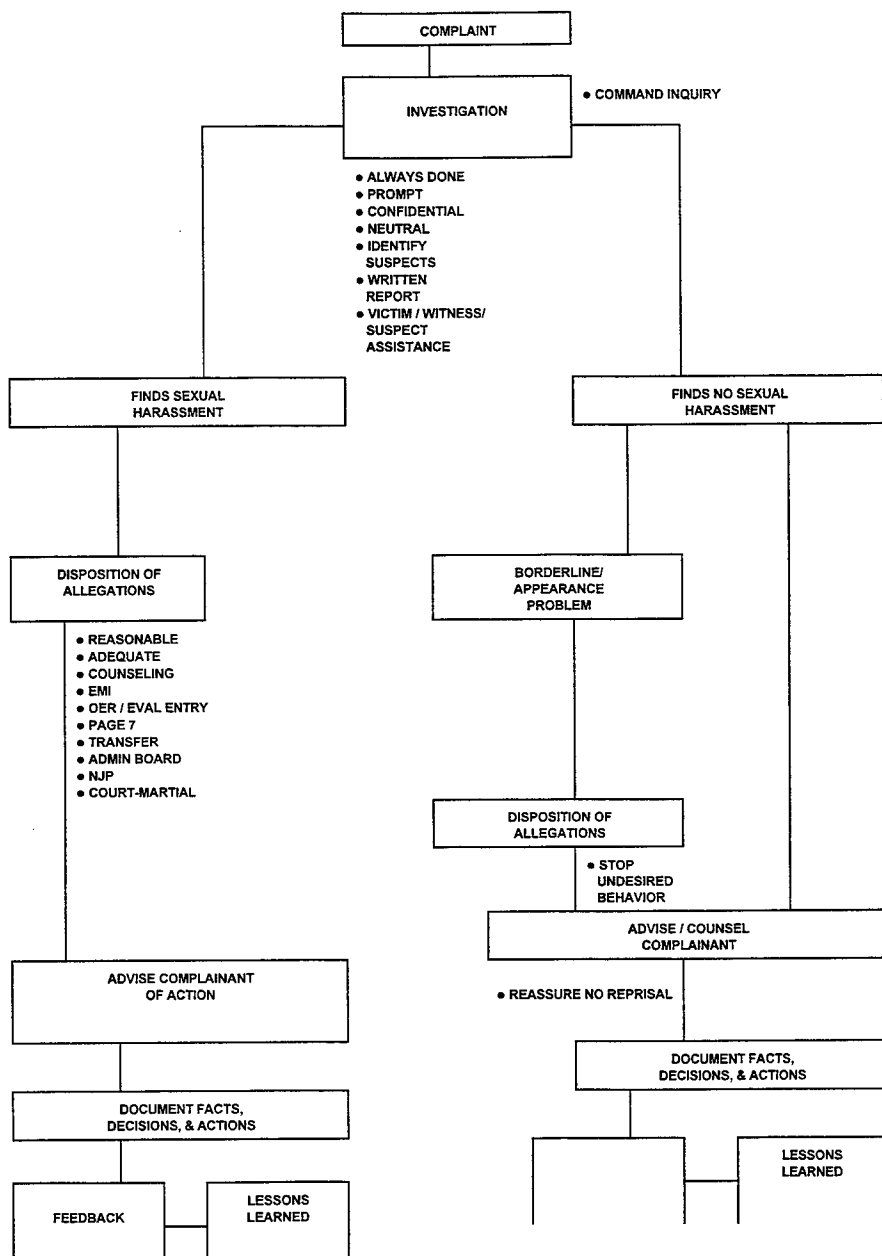 COMPLAINT
INVESTIGATION
● COMMAND INQUIRY
● ALWAYS DONE
● PROMPT
● CONFIDENTIAL
● NEUTRAL
● IDENTIFY
SUSPECTS
● WRITTEN
REPORT
● VICTIM / WITNESS/
SUSPECT
ASSISTANCE
FINDS SEXUAL
HARASSMENT
DISPOSITION OF
ALLEGATIONS
● REASONABLE
● ADEQUATE
● COUNSELING
● EMI
● OER / EVAL ENTRY
● PAGE 7
● TRANSFER
● ADMIN BOARD
● NJP
● COURT-MARTIAL
ADVISE COMPLAINANT
OF ACTION
DOCUMENT FACTS,
DECISIONS, & ACTIONS
FEEDBACK
LESSONS
LEARNED
FINDS NO SEXUAL
HARASSMENT
BORDERLINE/
APPEARANCE
PROBLEM
DISPOSITION OF
ALLEGATIONS
● STOP
UNDESIRED
BEHAVIOR
ADVISE / COUNSEL
COMPLAINANT
● REASSURE NO REPRISAL
DOCUMENT FACTS,
DECISIONS, & ACTIONS
LESSONS
LEARNED